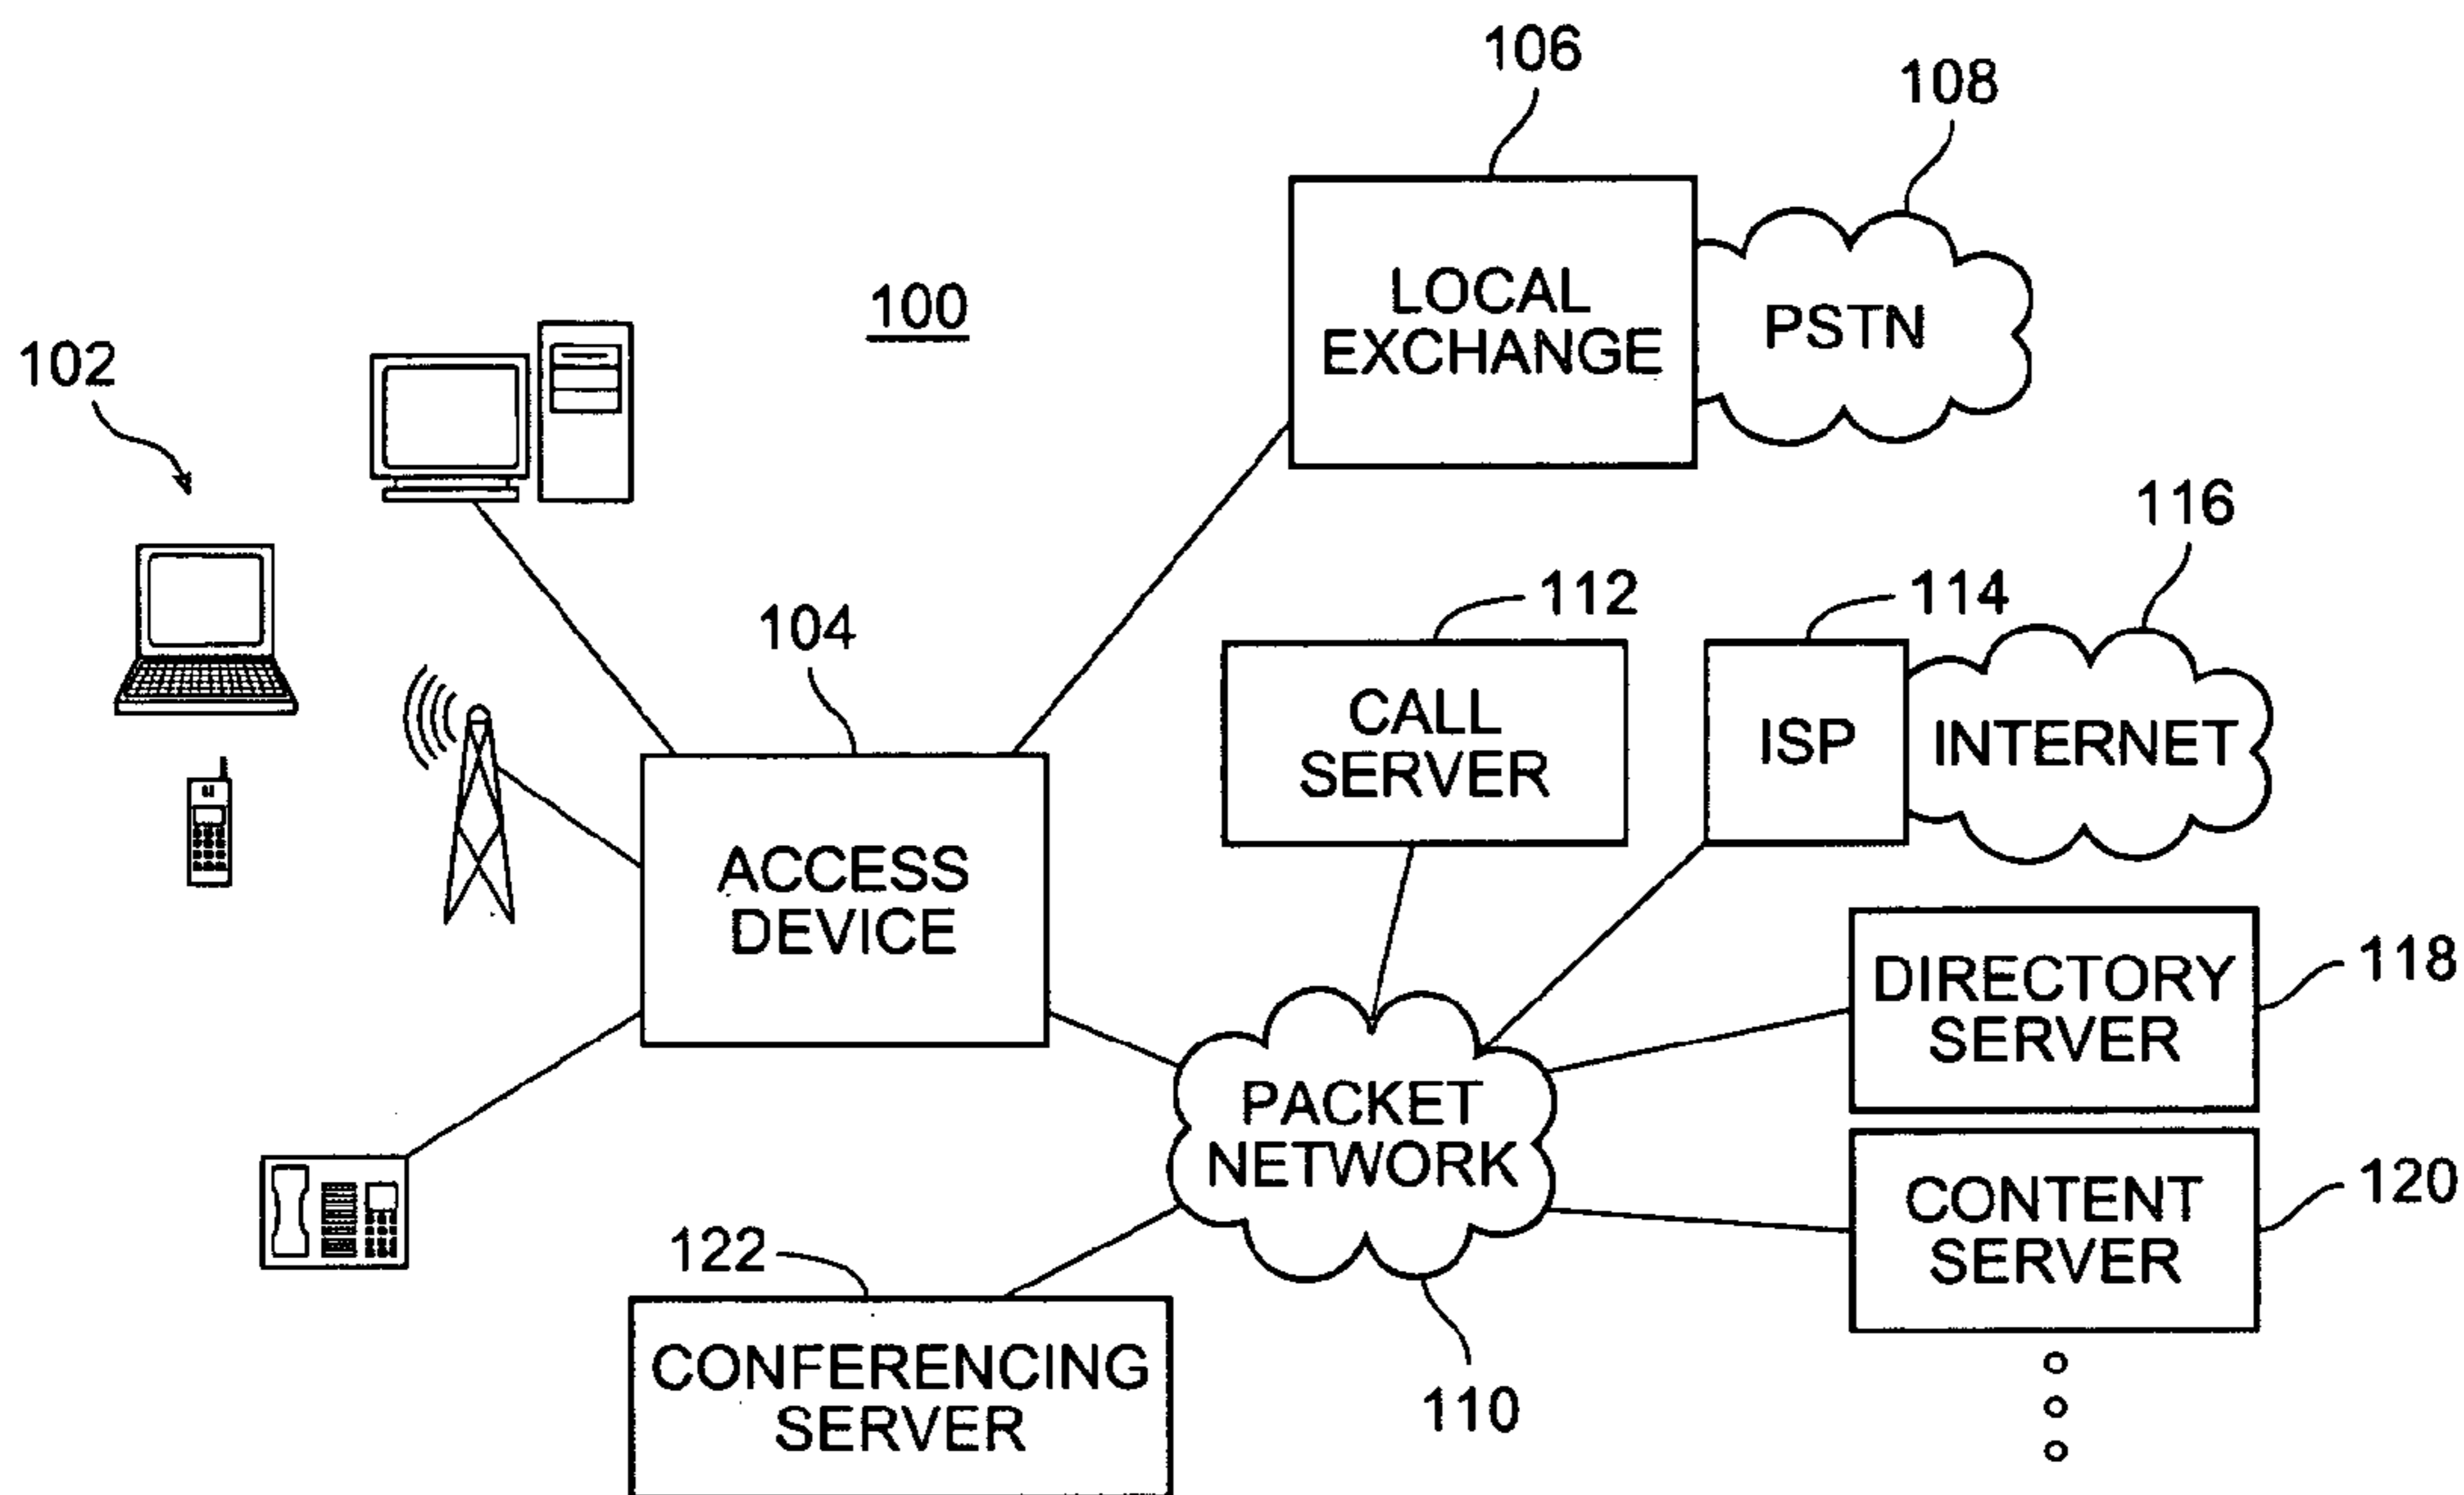 106
108
100
LOCAL
EXCHANGE
PSTN
102
116
112
114
104
CALL
SERVER
ISP
INTERNET
ACCESS
DEVICE
118
DIRECTORY
SERVER
PACKET
NETWORK
120
CONTENT
SERVER
122
CONFERENCING
SERVER
110